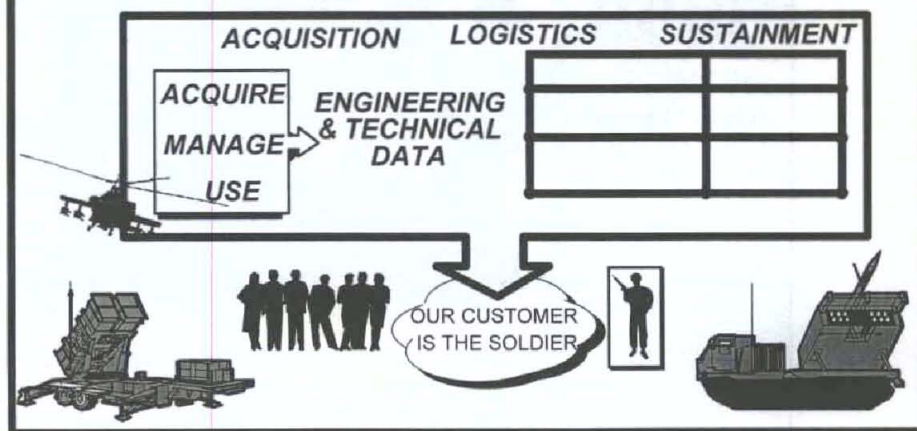 ACQUISITION LOGISTICS SUSTAINMENT
ACQUIRE
MANAGE
USE
ENGINEERING
& TECHNICAL
DATA
OUR CUSTOMER
IS THE SOLDIER